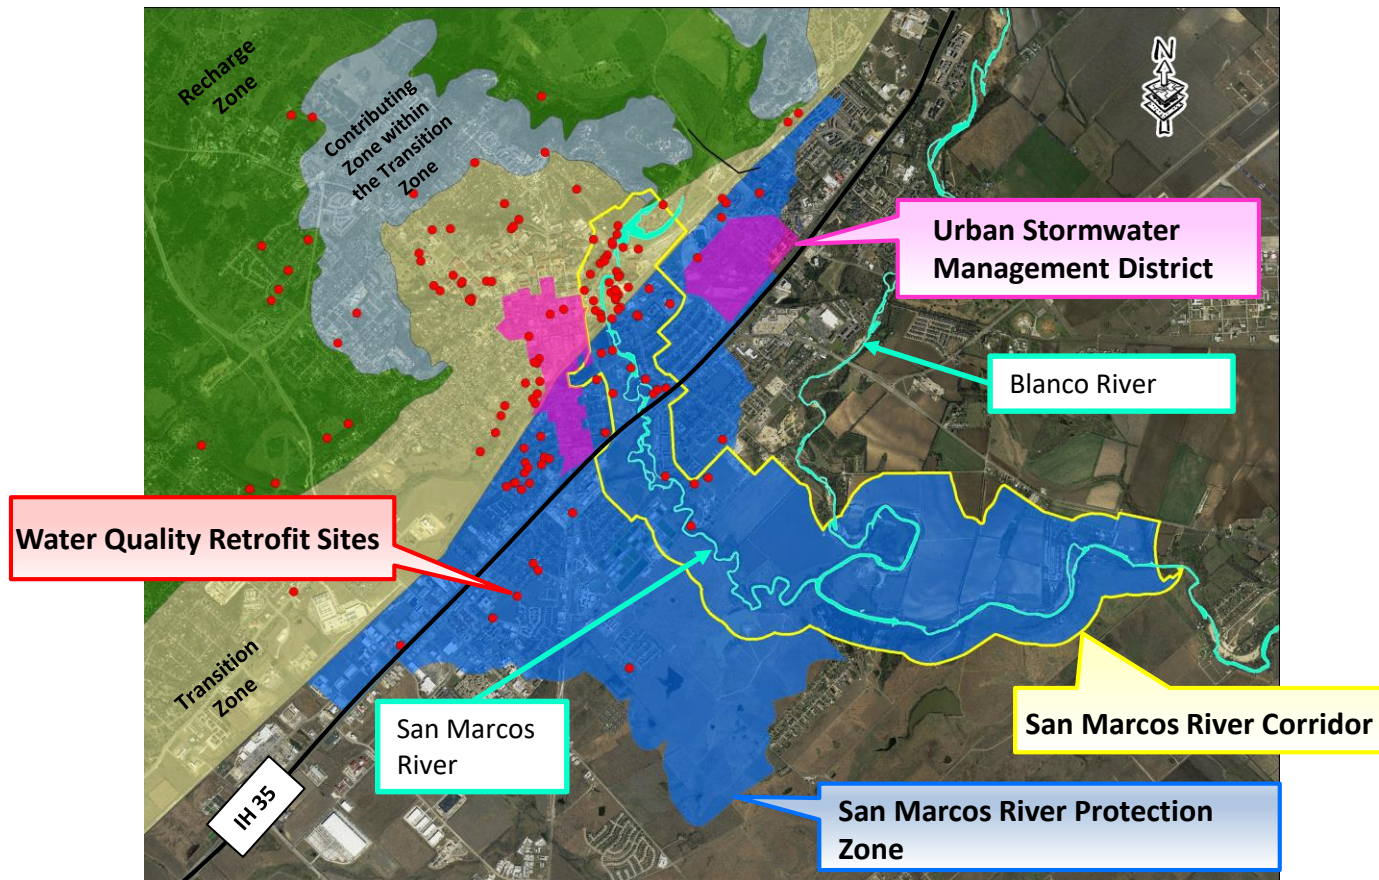 Recharge
Zone
Contributing
Zone within
the Transition
Zone
N
Urban Stormwater
Management District
Blanco River
Water Quality Retrofit Sites
Transition
Zone
San Marcos
River
San Marcos River Corridor
IH 35
San Marcos River Protection
Zone